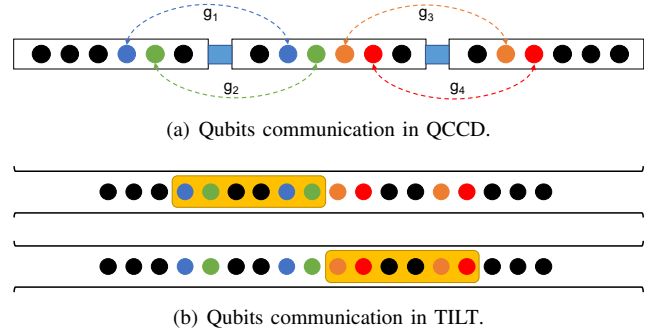 g₁ g₃
g₂ g₄
(a) Qubits communication in QCCD.
(b) Qubits communication in TILT.